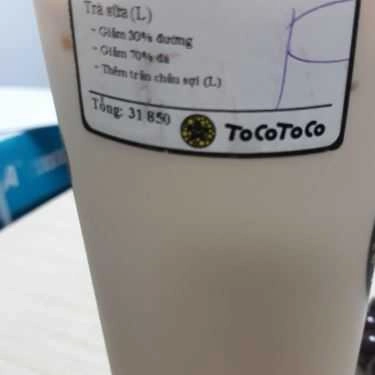 Trà sữa (L)
- Giảm 30% đường
- Giảm 70% đá
- Thêm trân châu sợi (L)
Tổng: 31 850
ToCoToCo